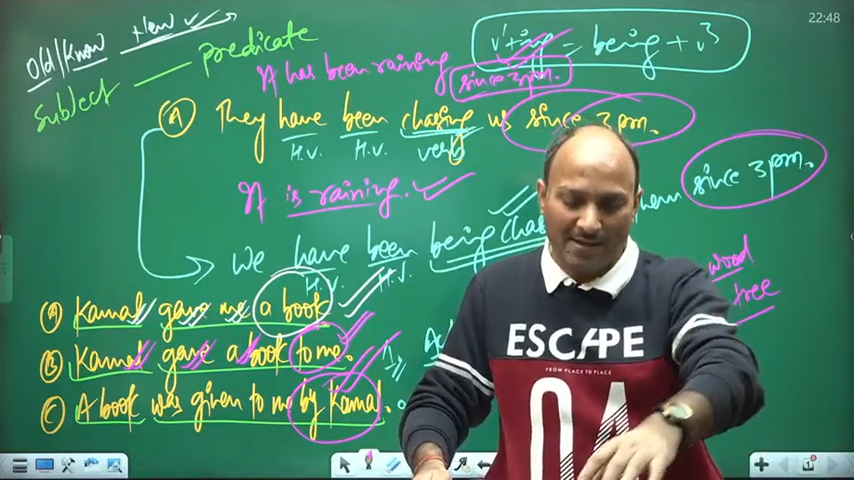 22:48
Old/Know New
Subject — predicate
v¹+ing = being + v³
It has been raining since 3 pm.
(A) They have been chasing us since 3 pm.
H.v. H.v. verb
It is raining.
We have been being
since 3 pm.
H.v. H.v.
wood
tree
(A) Kamal gave me a book
(B) Kamal gave a book to me.
(C) A book was given to me by Kamal.
ESCAPE
FROM PLACE TO PLACE